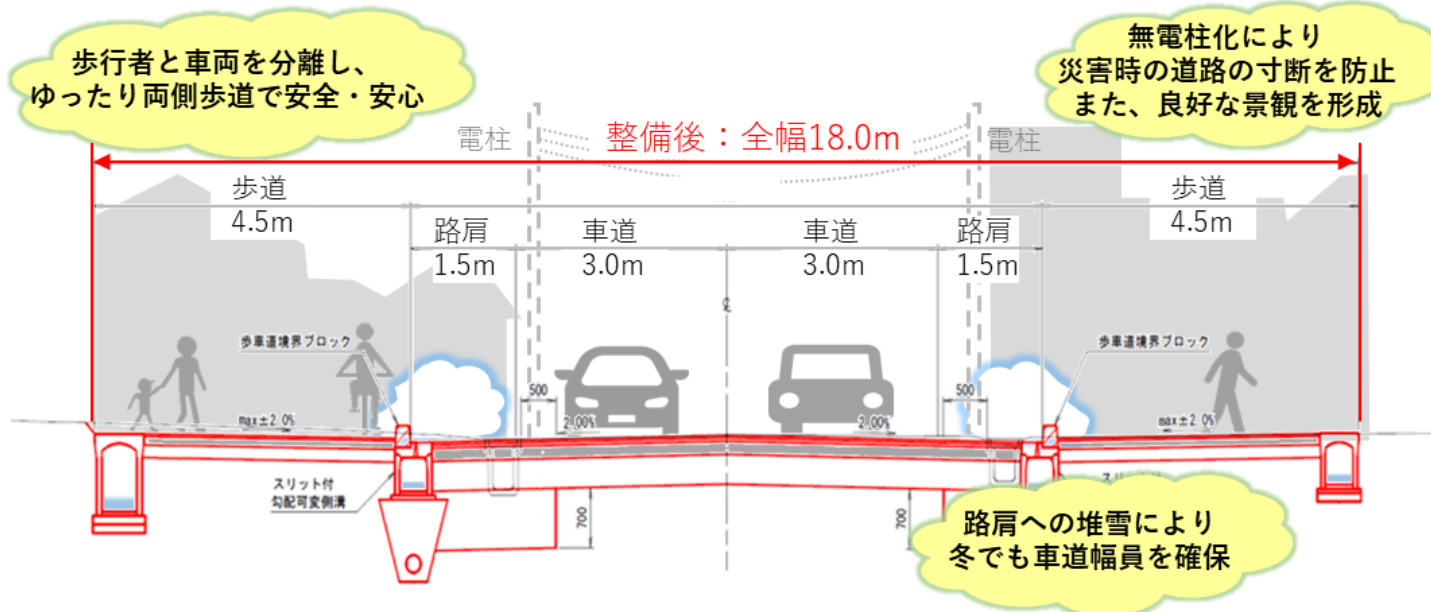 歩行者と車両を分離し、
ゆったり両側歩道で安全・安心
無電柱化により
災害時の道路の寸断を防止
また、良好な景観を形成
電柱
整備後：全幅18.0m
電柱
歩道
4.5m
歩道
4.5m
路肩
1.5m
車道
3.0m
車道
3.0m
路肩
1.5m
歩車道境界ブロック
歩車道境界ブロック
500
500
max±2.0%
2.00%
2.00%
max±2.0%
スリット付
勾配可変側溝
700
700
路肩への堆雪により
冬でも車道幅員を確保